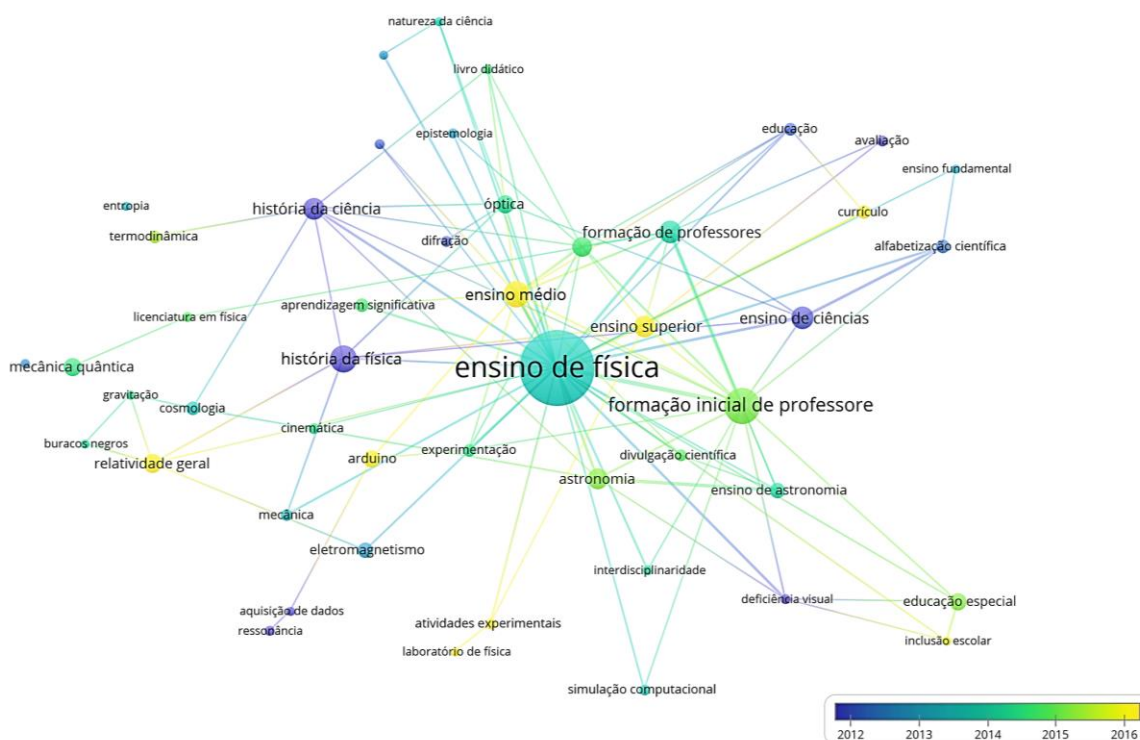 natureza da ciência
livro didático
epistemologia
educação
avaliação
ensino fundamental
entropia
história da ciência
óptica
currículo
termodinâmica
difração
formação de professores
alfabetização científica
ensino médio
aprendizagem significativa
licenciatura em física
ensino superior
ensino de ciências
história da física
mecânica quântica
ensino de física
gravitação
cosmologia
formação inicial de professore
cinemática
buracos negros
relatividade geral
arduino
experimentação
divulgação científica
astronomia
ensino de astronomia
mecânica
eletromagnetismo
interdisciplinaridade
deficiência visual
educação especial
aquisição de dados
ressonância
atividades experimentais
inclusão escolar
laboratório de física
simulação computacional
2012 2013 2014 2015 2016